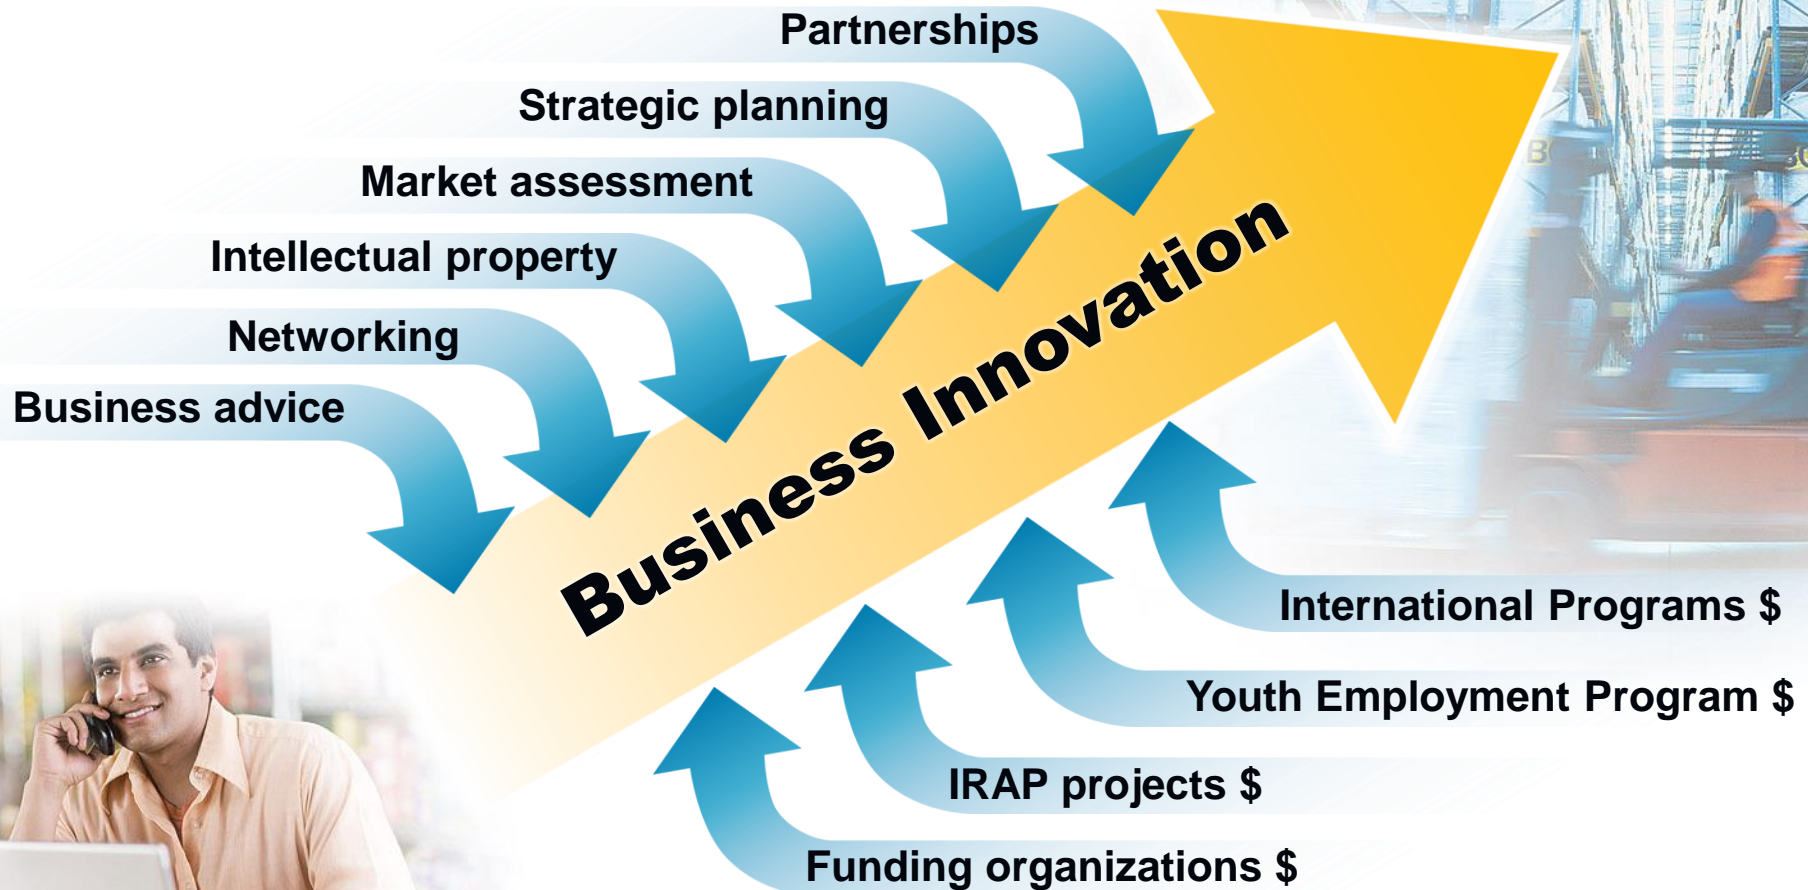 Partnerships
Strategic planning
Market assessment
Intellectual property
Networking
Business advice
Business Innovation
International Programs $
Youth Employment Program $
IRAP projects $
Funding organizations $